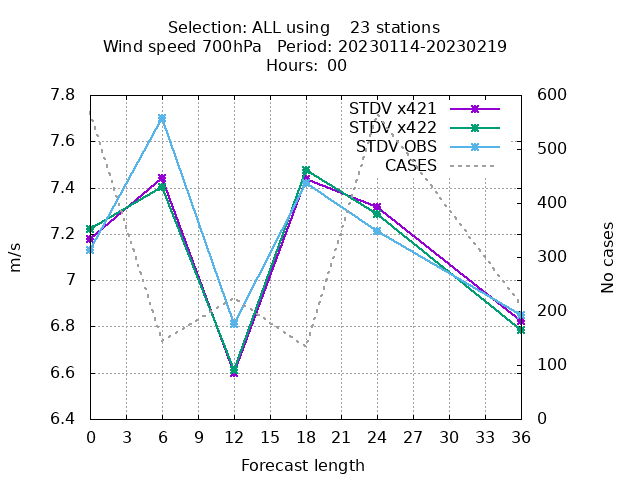 Selection: ALL using    23 stations
Wind speed 700hPa   Period: 20230114-20230219
Hours: 00
7.8
7.6
7.4
7.2
7
6.8
6.6
6.4
m/s
STDV x421
STDV x422
STDV OBS
CASES
600
500
400
300
200
100
0
No cases
0 3 6 9 12 15 18 21 24 27 30 33 36
Forecast length